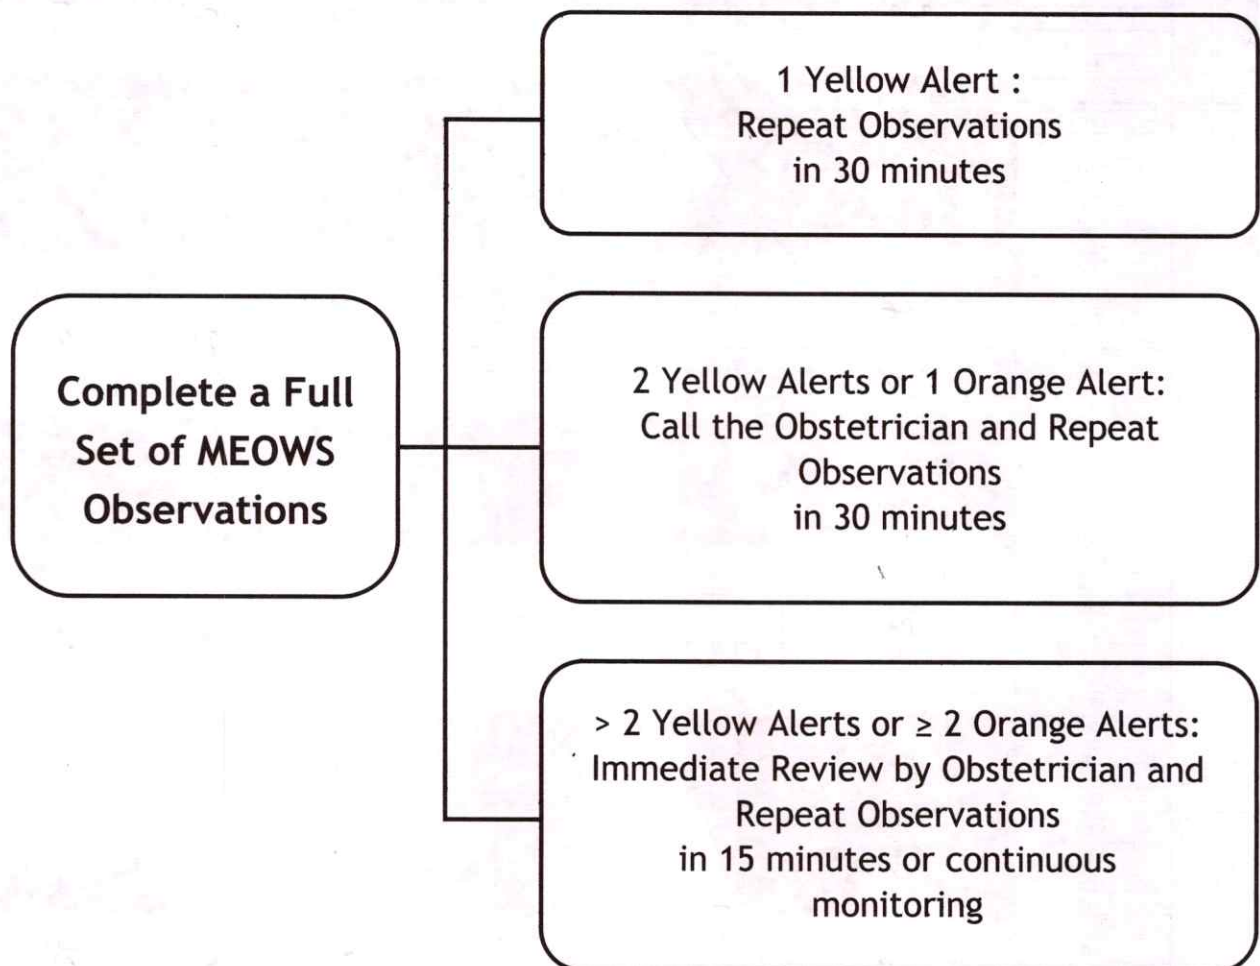 Complete a Full
Set of MEOWS
Observations
1 Yellow Alert :
Repeat Observations
in 30 minutes
2 Yellow Alerts or 1 Orange Alert:
Call the Obstetrician and Repeat
Observations
in 30 minutes
> 2 Yellow Alerts or ≥ 2 Orange Alerts:
Immediate Review by Obstetrician and
Repeat Observations
in 15 minutes or continuous
monitoring